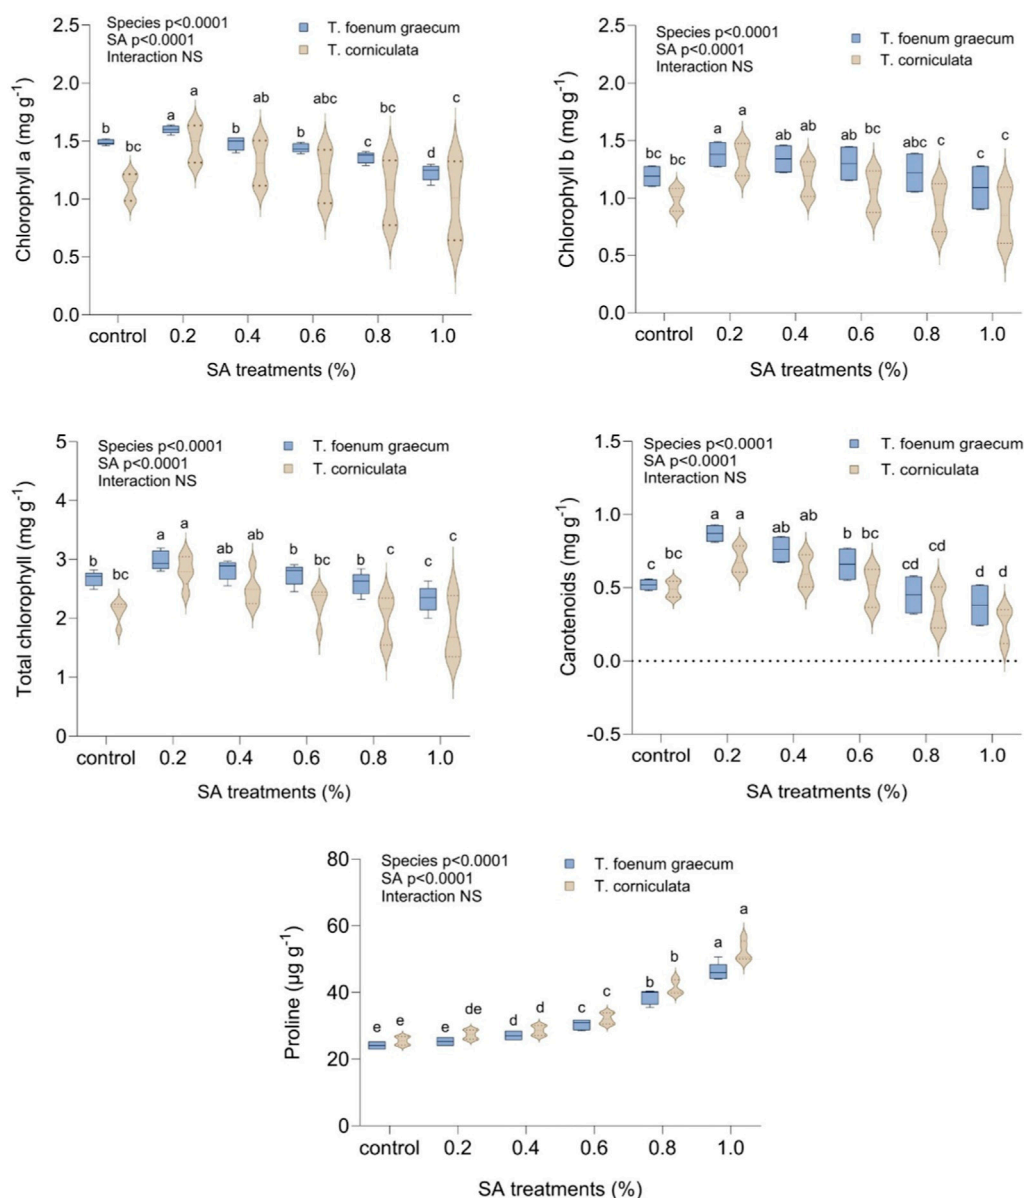 Species p<0.0001
SA p<0.0001
Interaction NS
T. foenum graecum
T. corniculata
Chlorophyll a (mg g-1)
2.5
2.0
1.5
1.0
0.5
0.0
b bc a a b ab b abc c bc d c
control 0.2 0.4 0.6 0.8 1.0
SA treatments (%)
Species p<0.0001
SA p<0.0001
Interaction NS
T. foenum graecum
T. corniculata
Chlorophyll b (mg g-1)
2.5
2.0
1.5
1.0
0.5
0.0
bc bc a a ab ab ab bc abc c c c
control 0.2 0.4 0.6 0.8 1.0
SA treatments (%)
Species p<0.0001
SA p<0.0001
Interaction NS
T. foenum graecum
T. corniculata
Total chlorophyll (mg g-1)
5
4
3
2
1
0
b bc a a ab ab b bc b c c c
control 0.2 0.4 0.6 0.8 1.0
SA treatments (%)
Species p<0.0001
SA p<0.0001
Interaction NS
T. foenum graecum
T. corniculata
Carotenoids (mg g-1)
1.5
1.0
0.5
0.0
-0.5
c bc a a ab ab b bc cd cd d d
control 0.2 0.4 0.6 0.8 1.0
SA treatments (%)
Species p<0.0001
SA p<0.0001
Interaction NS
T. foenum graecum
T. corniculata
Proline (µg g-1)
80
60
40
20
0
e e e de d d c c b b a a
control 0.2 0.4 0.6 0.8 1.0
SA treatments (%)